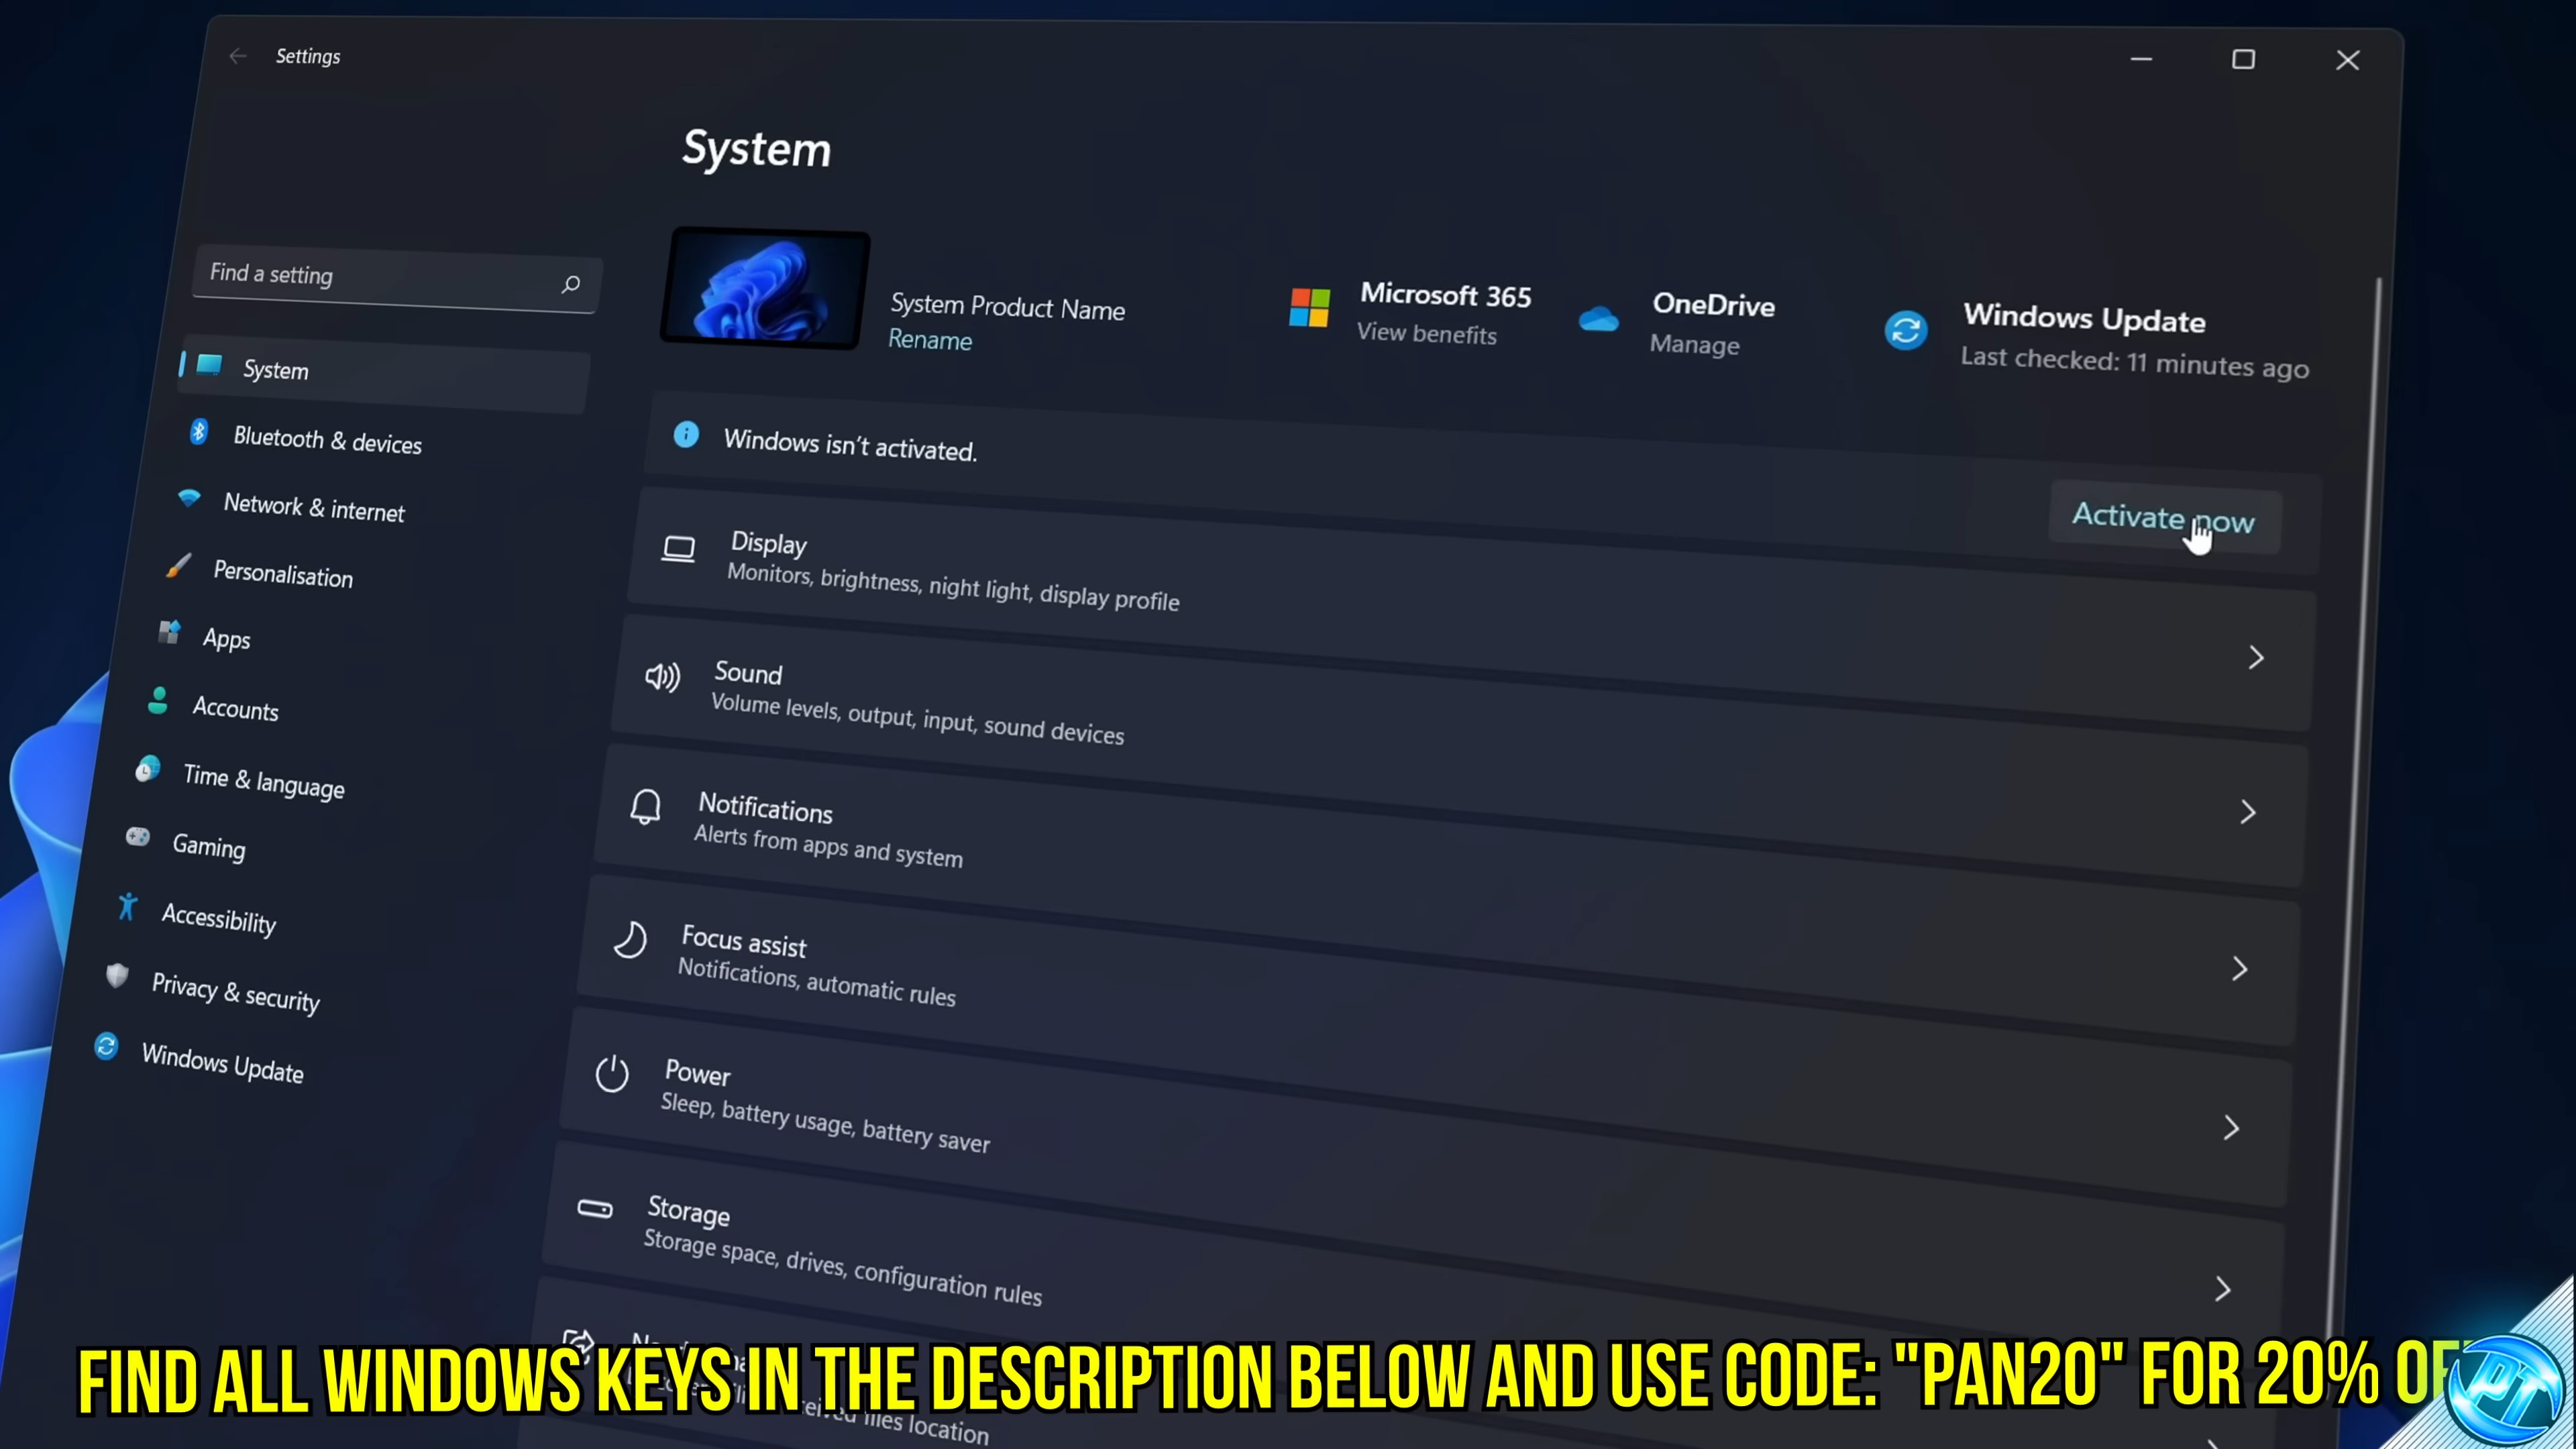 Settings
System
Find a setting
System
Bluetooth & devices
Network & internet
Personalisation
Apps
Accounts
Time & language
Gaming
Accessibility
Privacy & security
Windows Update
System Product Name
Rename
Microsoft 365
View benefits
OneDrive
Manage
Windows Update
Last checked: 11 minutes ago
Windows isn't activated.
Activate now
Display
Monitors, brightness, night light, display profile
Sound
Volume levels, output, input, sound devices
Notifications
Alerts from apps and system
Focus assist
Notifications, automatic rules
Power
Sleep, battery usage, battery saver
Storage
Storage space, drives, configuration rules
files location
FIND ALL WINDOWS KEYS IN THE DESCRIPTION BELOW AND USE CODE: "PAN20" FOR 20%
PT